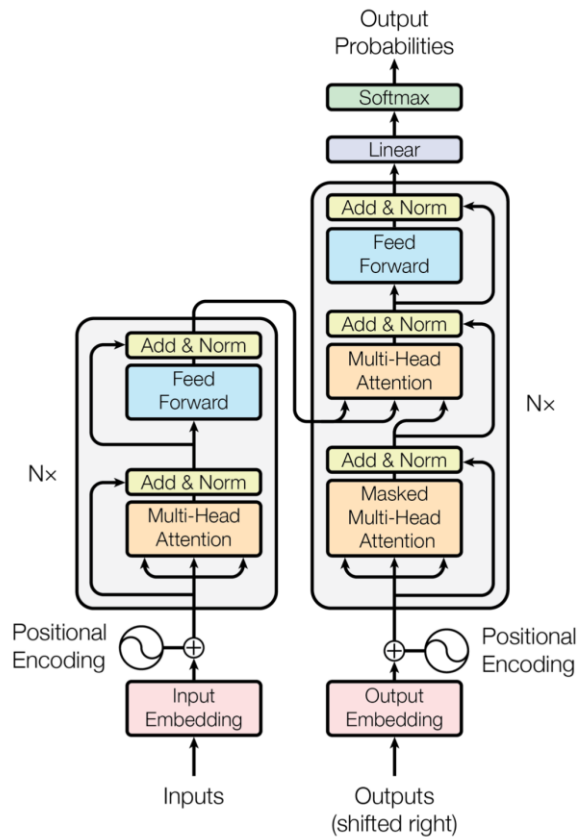 Output
Probabilities
Softmax
Linear
Add & Norm
Feed
Forward
Add & Norm
Multi-Head
Attention
Add & Norm
Masked
Multi-Head
Attention
N×
Add & Norm
Feed
Forward
Add & Norm
Multi-Head
Attention
N×
Positional
Encoding
Positional
Encoding
Input
Embedding
Output
Embedding
Inputs
Outputs
(shifted right)